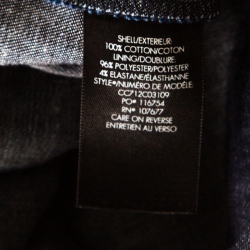 SHELL/EXTERIEUR:
100% COTTON/COTON
LINING/DOUBLURE:
96% POLYESTER/POLYESTER
4% ELASTANE/ÉLASTHANNE
STYLE#/NUMÉRO DE MODÈLE:
CC712C03109
PO# 116754
RN# 107677
CARE ON REVERSE
ENTRETIEN AU VERSO